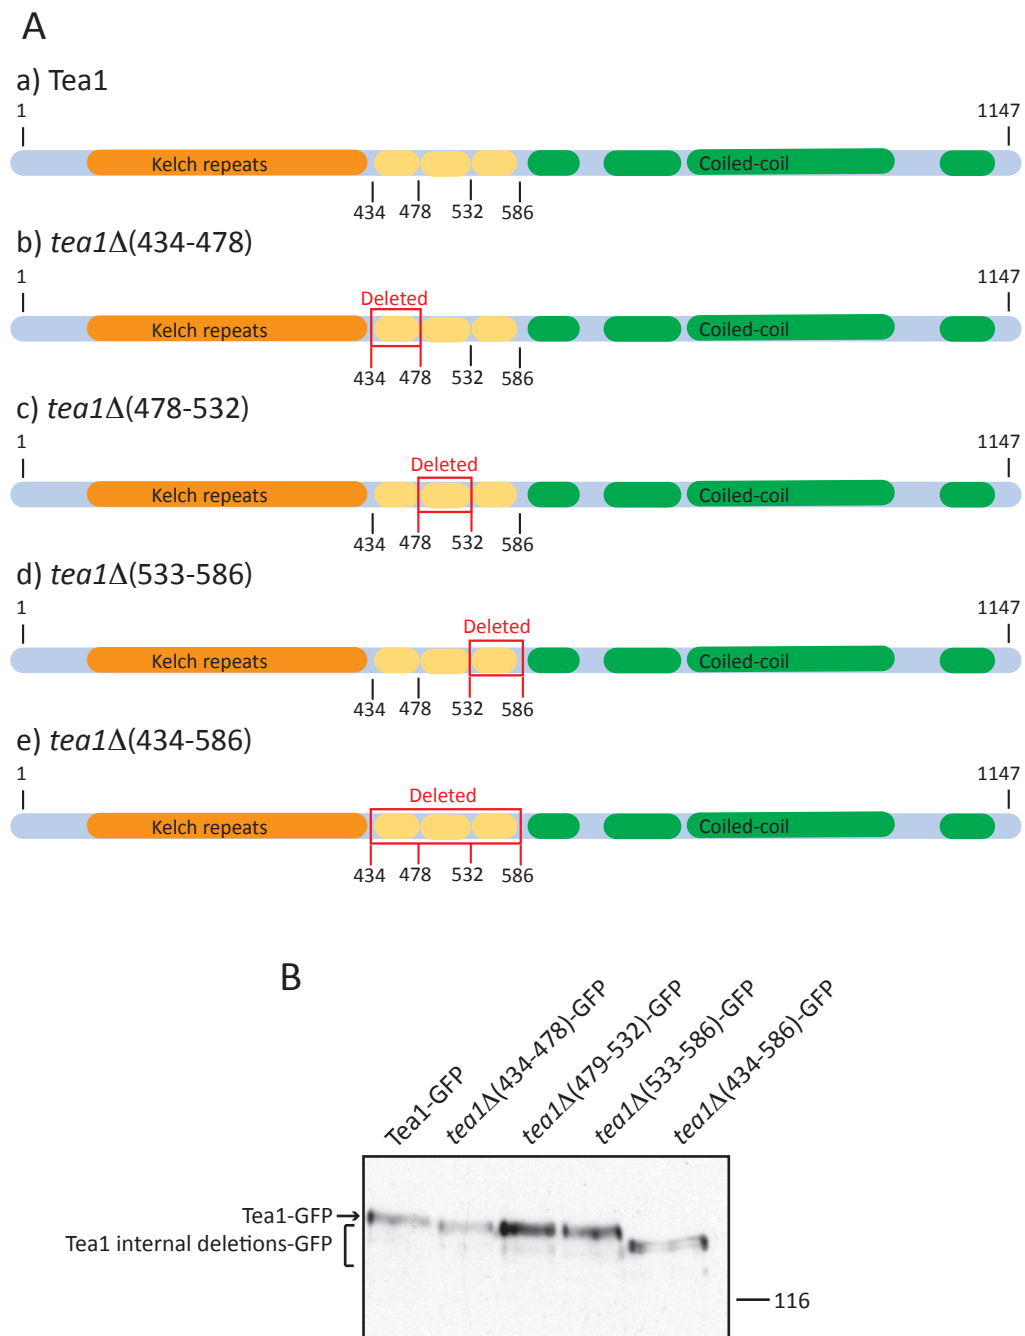 A
a) Tea1
1 1147
Kelch repeats Coiled-coil
434 478 532 586
b) tea1Δ(434-478)
1 1147
Deleted
Kelch repeats Coiled-coil
434 478 532 586
c) tea1Δ(478-532)
1 1147
Deleted
Kelch repeats Coiled-coil
434 478 532 586
d) tea1Δ(533-586)
1 1147
Deleted
Kelch repeats Coiled-coil
434 478 532 586
e) tea1Δ(434-586)
1 1147
Deleted
Kelch repeats Coiled-coil
434 478 532 586
B
Tea1-GFP
tea1Δ(434-478)-GFP
tea1Δ(479-532)-GFP
tea1Δ(533-586)-GFP
tea1Δ(434-586)-GFP
Tea1-GFP
Tea1 internal deletions-GFP
116